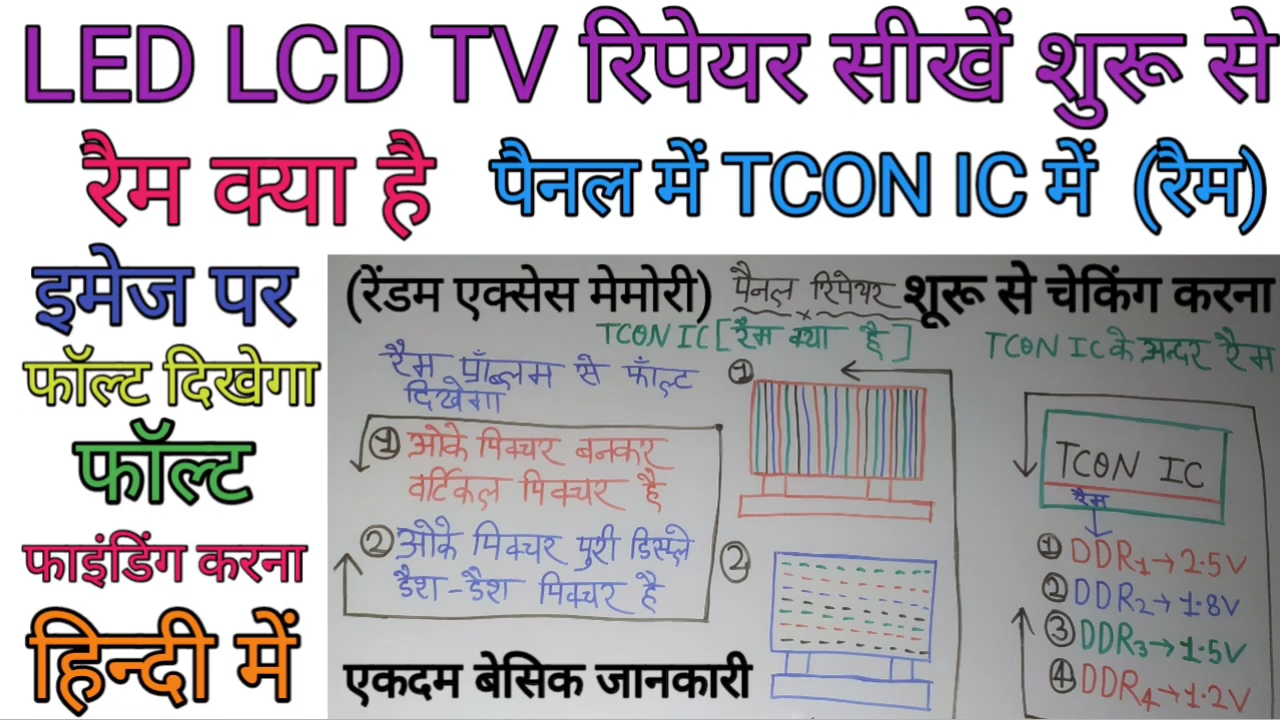 LED LCD TV रिपेयर सीखें शुरू से
रैम क्या है
पैनल में TCON IC में (रैम)
इमेज पर
फॉल्ट दिखेगा
फॉल्ट
फाइंडिंग करना
हिन्दी में
(रेंडम एक्सेस मेमोरी)
पैनल रिपेयर
शूरू से चेकिंग करना
TCON IC [रैम क्या है]
रैम प्रॉब्लम से फॉल्ट
दिखेगा
1 ओके पिक्चर बनकर
वर्टिकल पिक्चर है
2 ओके पिक्चर पुरी डिस्प्ले
डैश-डैश पिक्चर है
एकदम बेसिक जानकारी
1
2
TCON IC के अन्दर रैम
TCON IC
रैम
1 DDR1→2.5V
2 DDR2→1.8V
3 DDR3→1.5V
4 DDR4→1.2V